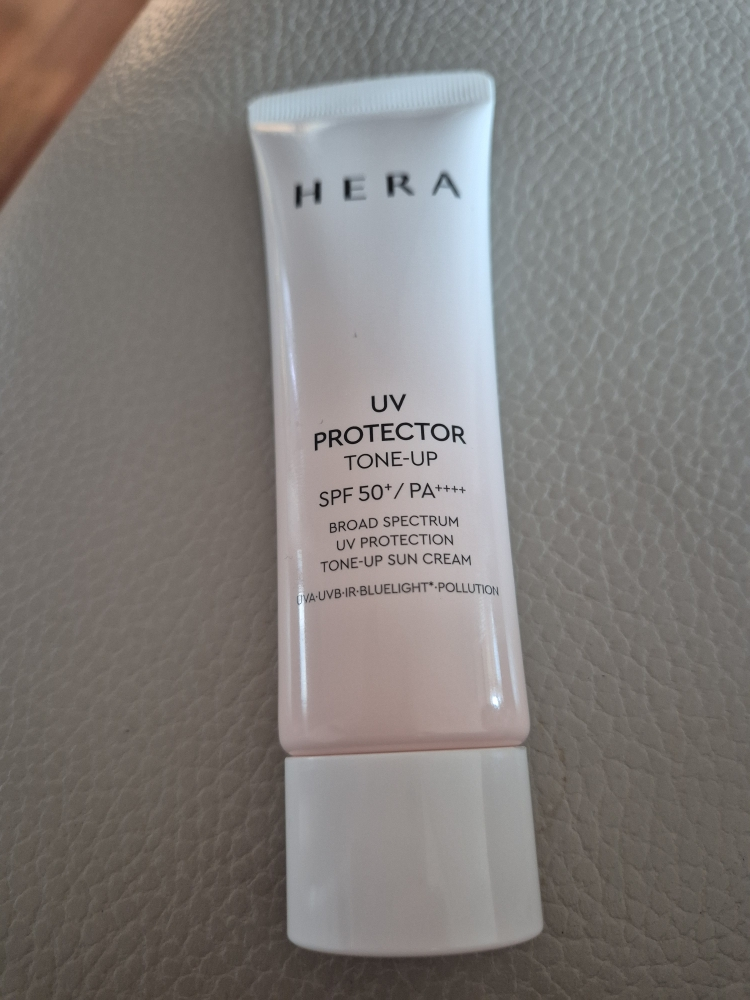 HERA
UV
PROTECTOR
TONE-UP
SPF 50+/ PA++++
BROAD SPECTRUM
UV PROTECTION
TONE-UP SUN CREAM
UVA·UVB·IR·BLUELIGHT*·POLLUTION